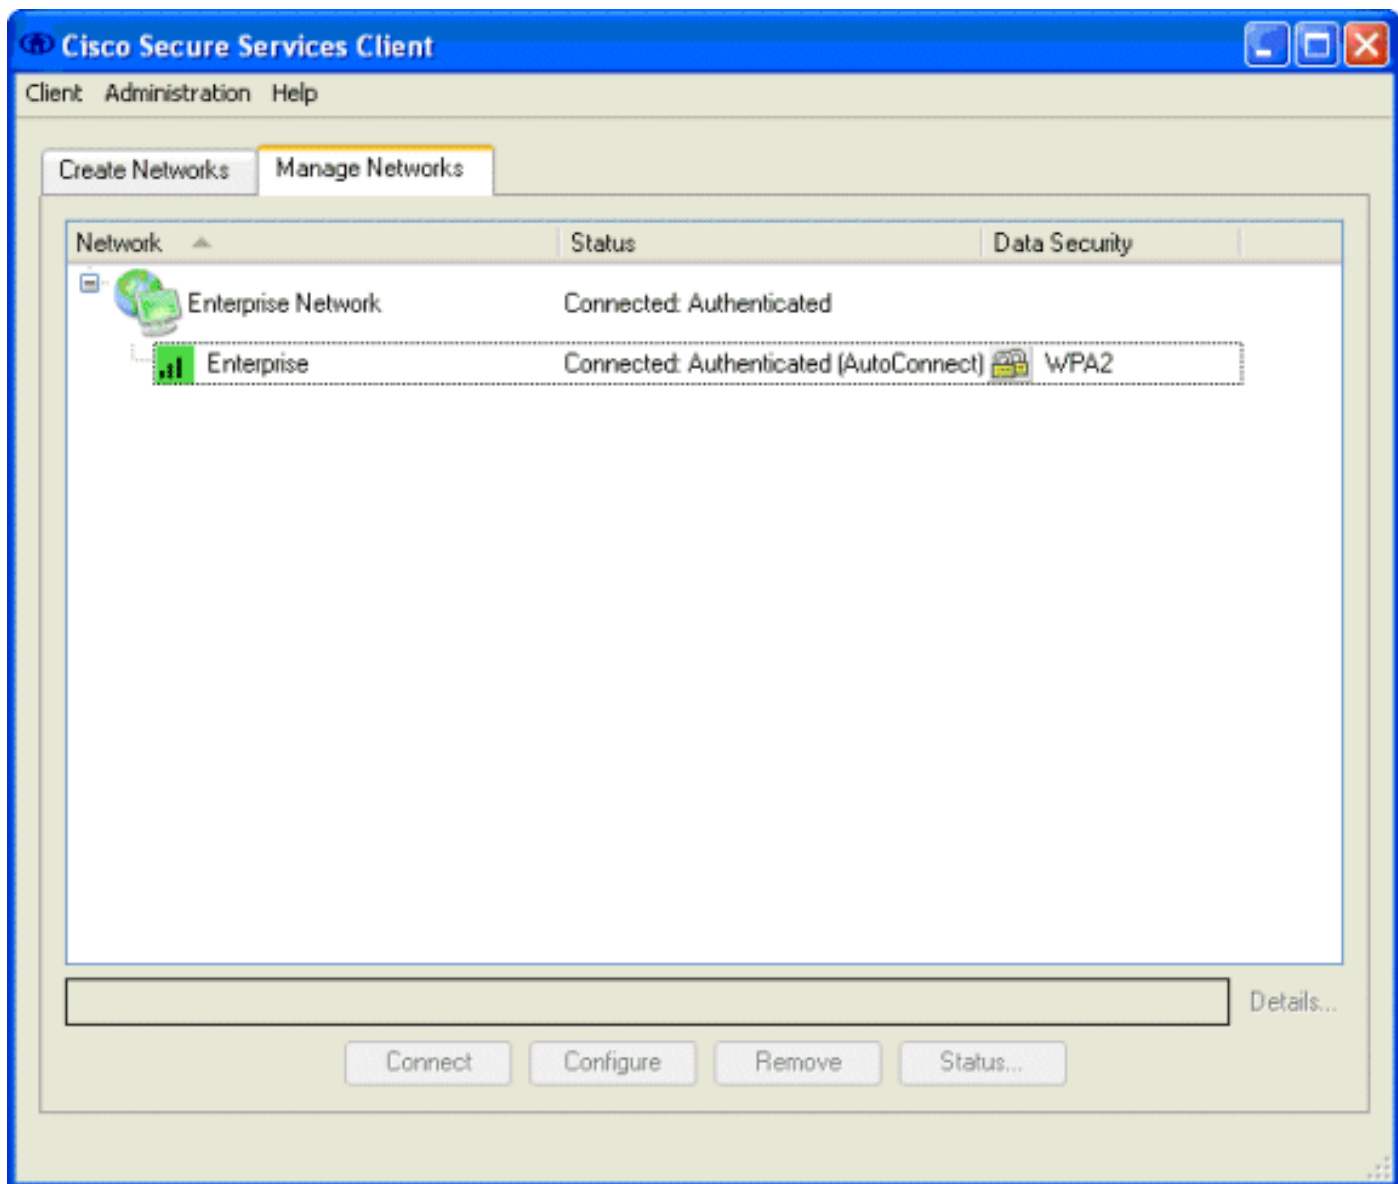 Cisco Secure Services Client
Client Administration Help
Create Networks Manage Networks
Network Status Data Security
Enterprise Network Connected: Authenticated
Enterprise Connected: Authenticated (AutoConnect) WPA2
Details...
Connect Configure Remove Status...